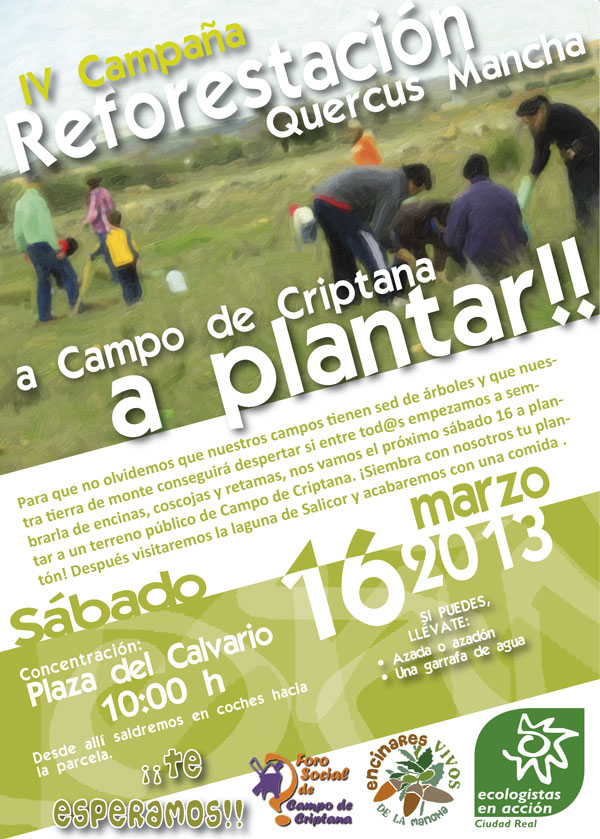 IV Campaña
Reforestación
Quercus Mancha
a Campo de Criptana
a plantar!!
Para que no olvidemos que nuestros campos tienen sed de árboles y que nues-
tra tierra de monte conseguirá despertar si entre tod@s empezamos a sem-
brarla de encinas, coscojas y retamas, nos vamos el próximo sábado 16 a plan-
tar a un terreno público de Campo de Criptana. ¡Siembra con nosotros tu plan-
tón! Después visitaremos la laguna de Salicor y acabaremos con una comida .
Sábado
16
marzo
2013
Concentración:
Plaza del Calvario
10:00 h
Desde allí saldremos en coches hacia
la parcela.
SI PUEDES,
LLÉVATE:
• Azada o azadón
• Una garrafa de agua
¡¡te
esperamos!!
Foro
Social
de
Campo de
Criptana
encinares vivos
DE LA mancha
ecologistas
en acción
Ciudad Real